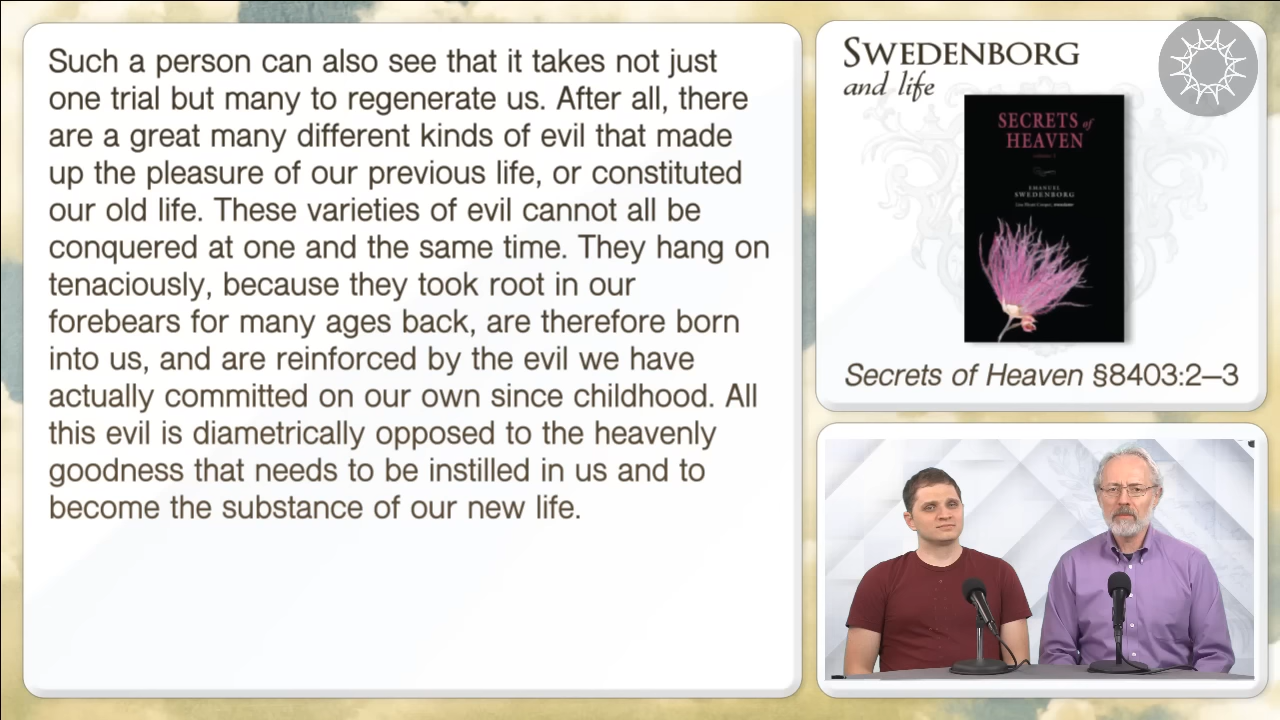 Such a person can also see that it takes not just
one trial but many to regenerate us. After all, there
are a great many different kinds of evil that made
up the pleasure of our previous life, or constituted
our old life. These varieties of evil cannot all be
conquered at one and the same time. They hang on
tenaciously, because they took root in our
forebears for many ages back, are therefore born
into us, and are reinforced by the evil we have
actually committed on our own since childhood. All
this evil is diametrically opposed to the heavenly
goodness that needs to be instilled in us and to
become the substance of our new life.
SWEDENBORG
and life
SECRETS of
HEAVEN
EMANUEL
SWEDENBORG
Secrets of Heaven §8403:2–3